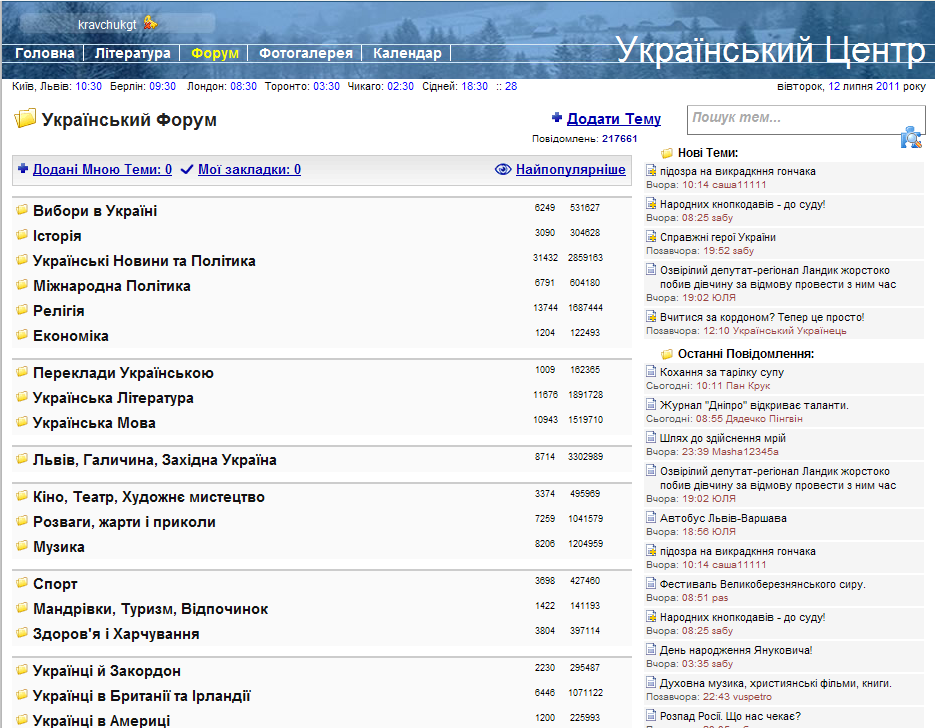 kravchukgt
Головна
Література
Форум
Фотогалерея
Календар
Український Центр
Київ, Львів: 10:30 Берлін: 09:30 Лондон: 08:30 Торонто: 03:30 Чикаго: 02:30 Сідней: 18:30 :: 28
вівторок, 12 липня 2011 року
Український Форум
Додати Тему
Повідомлень: 217661
Додані Мною Теми: 0
Мої закладки: 0
Найпопулярніше
Вибори в Україні 6249 531627
Історія 3090 304628
Українські Новини та Політика 31432 2859163
Міжнародна Політика 6791 604180
Релігія 13744 1687444
Економіка 1204 122493
Переклади Українською 1009 162365
Українська Література 11676 1891728
Українська Мова 10943 1519710
Львів, Галичина, Західна Україна 8714 3302989
Кіно, Театр, Художнє мистецтво 3374 495969
Розваги, жарти і приколи 7259 1041579
Музика 8206 1204959
Спорт 3698 427460
Мандрівки, Туризм, Відпочинок 1422 141193
Здоров'я і Харчування 3804 397114
Українці й Закордон 2230 295487
Українці в Британії та Ірландії 6446 1071122
Українці в Америці 1200 225993
Пошук тем...
Нові Теми:
підозра на викрадкння гончака
Вчора: 10:14 саша11111
Народних кнопкодавів - до суду!
Вчора: 08:25 sабу
Справжні герої України
Позавчора: 19:52 sабу
Озвірілий депутат-регіонал Ландик жорстоко
побив дівчину за відмову провести з ним час
Вчора: 19:02 ЮЛЯ
Вчитися за кордоном? Тепер це просто!
Позавчора: 12:10 Український Українець
Останні Повідомлення:
Кохання за тарілку супу
Сьогодні: 10:11 Пан Крук
Журнал "Дніпро" відкриває таланти.
Сьогодні: 08:55 Дядечко Пінгвін
Шлях до здійснення мрій
Вчора: 23:39 Masha12345a
Озвірілий депутат-регіонал Ландик жорстоко
побив дівчину за відмову провести з ним час
Вчора: 19:02 ЮЛЯ
Автобус Львів-Варшава
Вчора: 18:56 ЮЛЯ
підозра на викрадкння гончака
Вчора: 10:14 саша11111
Фестиваль Великоберезнянського сиру.
Вчора: 08:51 pas
Народних кнопкодавів - до суду!
Вчора: 08:25 sабу
День народження Януковича!
Вчора: 03:35 sабу
Духовна музика, християнські фільми, книги.
Позавчора: 22:43 vuspetro
Розпад Росії. Що нас чекає?